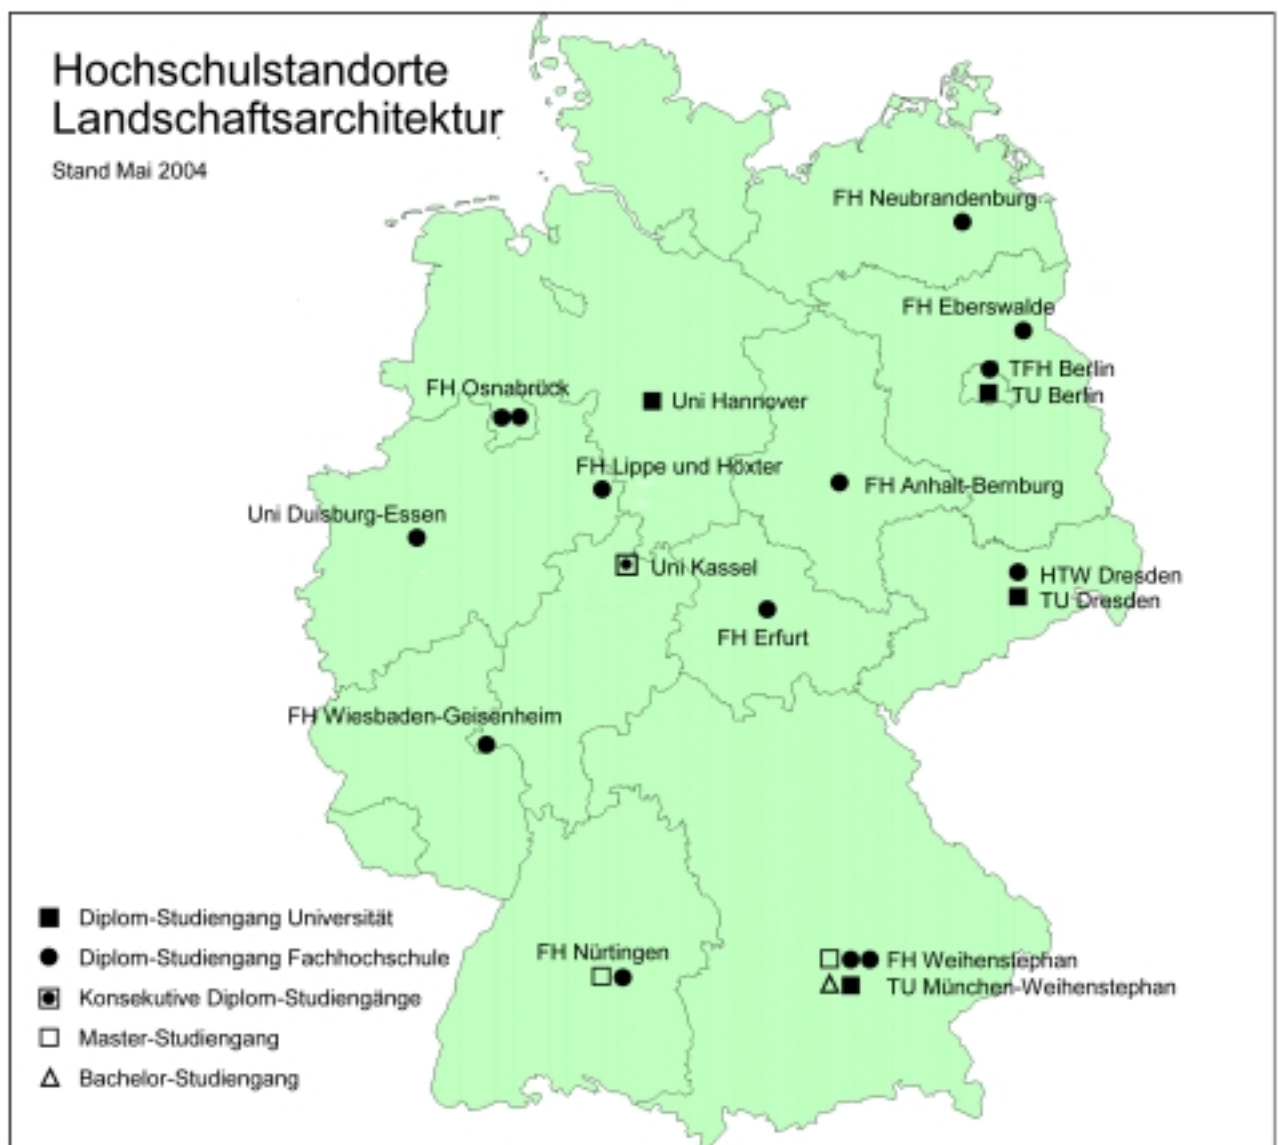 Hochschulstandorte
Landschaftsarchitektur
Stand Mai 2004
FH Neubrandenburg
FH Eberswalde
TFH Berlin
TU Berlin
FH Osnabrück
Uni Hannover
FH Lippe und Höxter
FH Anhalt-Bernburg
Uni Duisburg-Essen
Uni Kassel
HTW Dresden
TU Dresden
FH Erfurt
FH Wiesbaden-Geisenheim
FH Nürtingen
FH Weihenstephan
TU München-Weihenstephan
Diplom-Studiengang Universität
Diplom-Studiengang Fachhochschule
Konsekutive Diplom-Studiengänge
Master-Studiengang
Bachelor-Studiengang